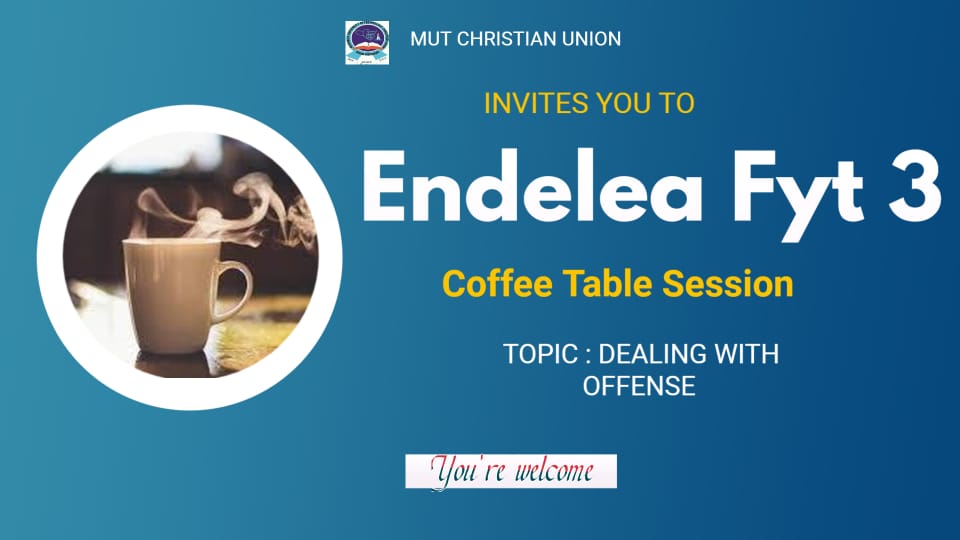 MUT CHRISTIAN UNION
INVITES YOU TO
Endelea Fyt 3
Coffee Table Session
TOPIC : DEALING WITH
OFFENSE
You're welcome